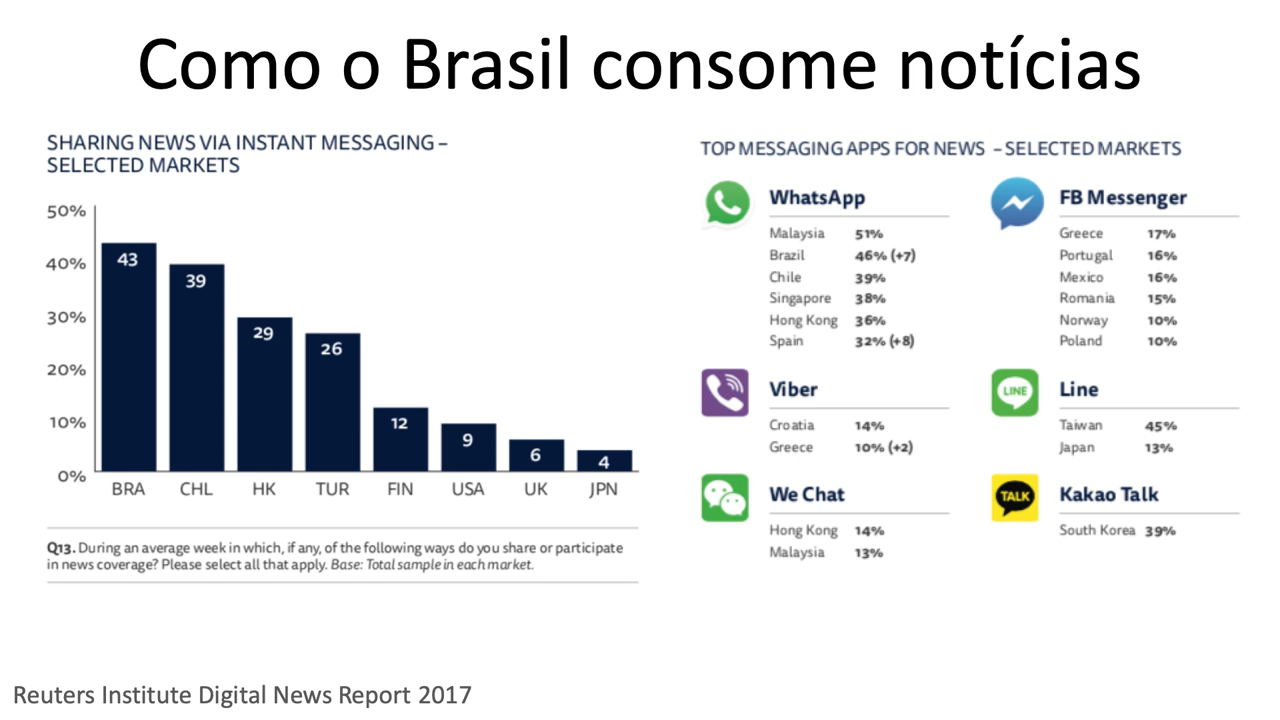 Como o Brasil consome notícias
SHARING NEWS VIA INSTANT MESSAGING –
SELECTED MARKETS
50%
40%
30%
20%
10%
0%
43
39
29
26
12
9
6
4
BRA CHL HK TUR FIN USA UK JPN
Q13. During an average week in which, if any, of the following ways do you share or participate
in news coverage? Please select all that apply. Base: Total sample in each market.
TOP MESSAGING APPS FOR NEWS – SELECTED MARKETS
WhatsApp
Malaysia 51%
Brazil 46% (+7)
Chile 39%
Singapore 38%
Hong Kong 36%
Spain 32% (+8)
FB Messenger
Greece 17%
Portugal 16%
Mexico 16%
Romania 15%
Norway 10%
Poland 10%
Viber
Croatia 14%
Greece 10% (+2)
LINE
Line
Taiwan 45%
Japan 13%
We Chat
Hong Kong 14%
Malaysia 13%
TALK
Kakao Talk
South Korea 39%
Reuters Institute Digital News Report 2017